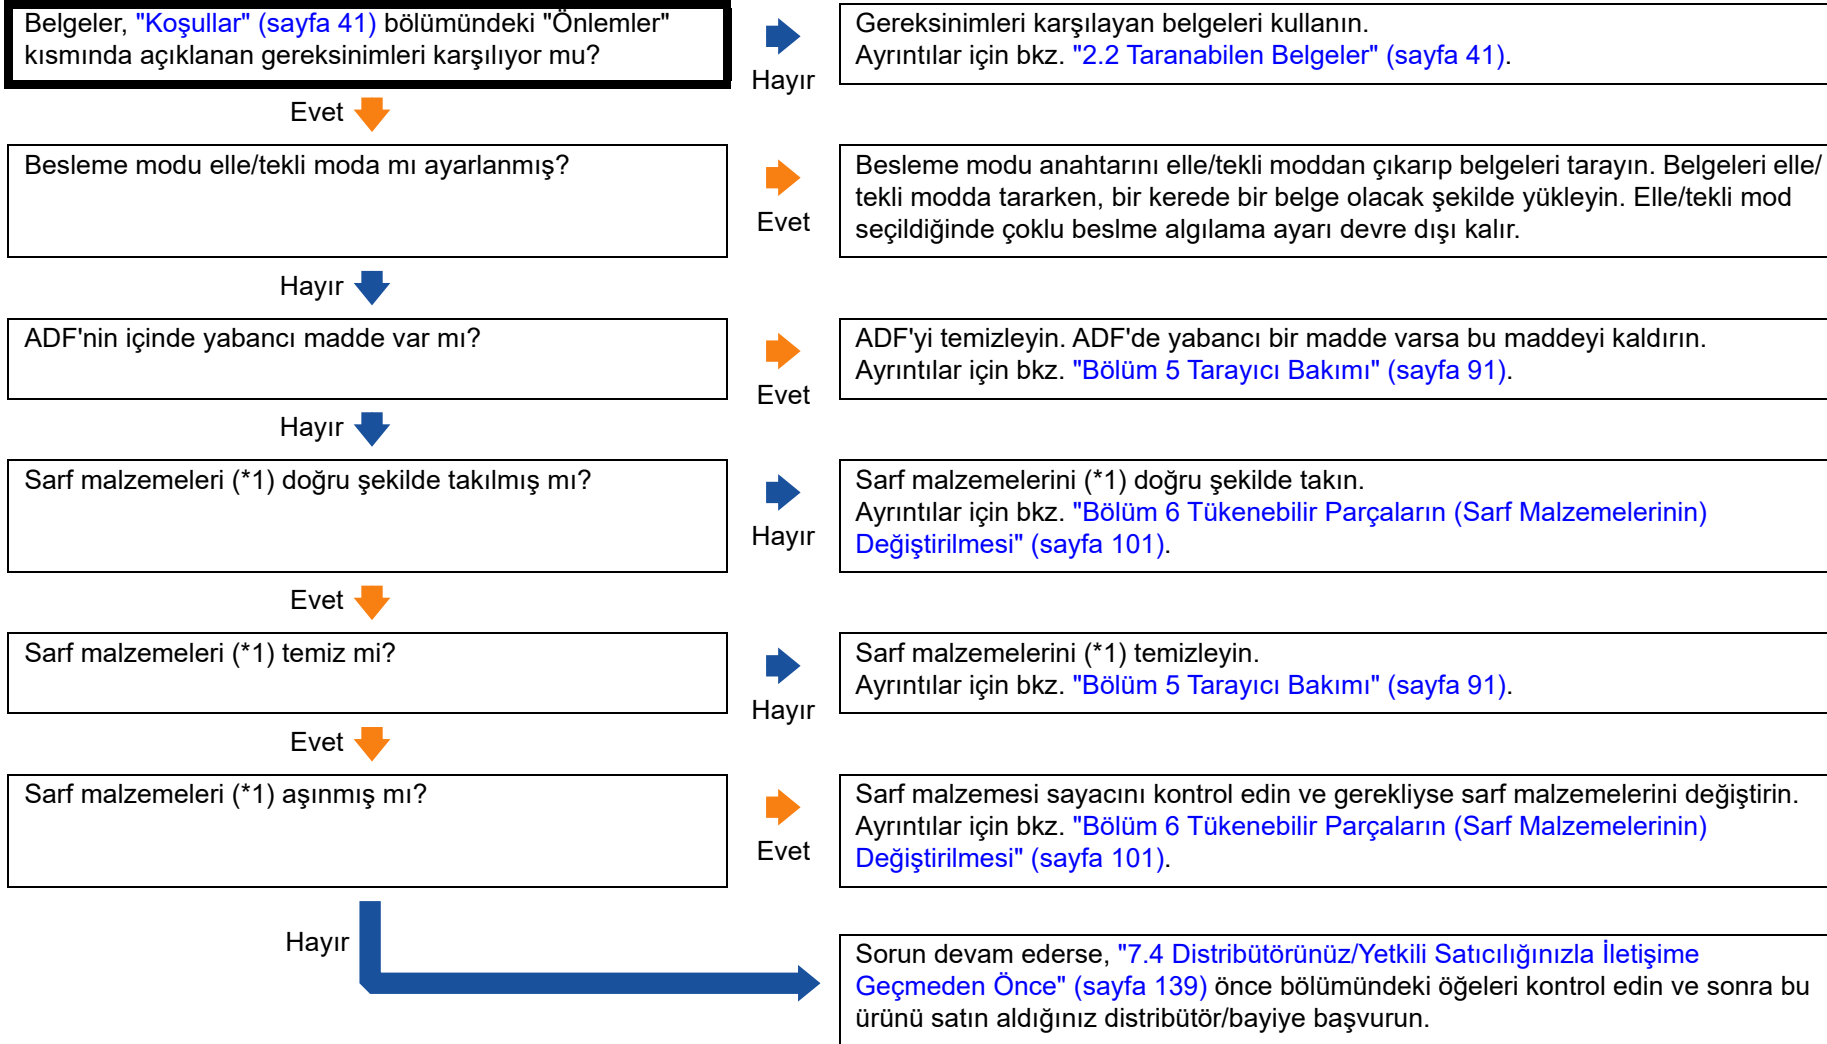 Belgeler, "Koşullar" (sayfa 41) bölümündeki "Önlemler"
kısmında açıklanan gereksinimleri karşılıyor mu?
Hayır
Gereksinimleri karşılayan belgeleri kullanın.
Ayrıntılar için bkz. "2.2 Taranabilen Belgeler" (sayfa 41).
Evet
Besleme modu elle/tekli moda mı ayarlanmış?
Evet
Besleme modu anahtarını elle/tekli moddan çıkarıp belgeleri tarayın. Belgeleri elle/
tekli modda tararken, bir kerede bir belge olacak şekilde yükleyin. Elle/tekli mod
seçildiğinde çoklu beslme algılama ayarı devre dışı kalır.
Hayır
ADF'nin içinde yabancı madde var mı?
Evet
ADF'yi temizleyin. ADF'de yabancı bir madde varsa bu maddeyi kaldırın.
Ayrıntılar için bkz. "Bölüm 5 Tarayıcı Bakımı" (sayfa 91).
Hayır
Sarf malzemeleri (*1) doğru şekilde takılmış mı?
Hayır
Sarf malzemelerini (*1) doğru şekilde takın.
Ayrıntılar için bkz. "Bölüm 6 Tükenebilir Parçaların (Sarf Malzemelerinin)
Değiştirilmesi" (sayfa 101).
Evet
Sarf malzemeleri (*1) temiz mi?
Hayır
Sarf malzemelerini (*1) temizleyin.
Ayrıntılar için bkz. "Bölüm 5 Tarayıcı Bakımı" (sayfa 91).
Evet
Sarf malzemeleri (*1) aşınmış mı?
Evet
Sarf malzemesi sayacını kontrol edin ve gerekliyse sarf malzemelerini değiştirin.
Ayrıntılar için bkz. "Bölüm 6 Tükenebilir Parçaların (Sarf Malzemelerinin)
Değiştirilmesi" (sayfa 101).
Hayır
Sorun devam ederse, "7.4 Distribütörünüz/Yetkili Satıcılığınızla İletişime
Geçmeden Önce" (sayfa 139) önce bölümündeki öğeleri kontrol edin ve sonra bu
ürünü satın aldığınız distribütör/bayiye başvurun.